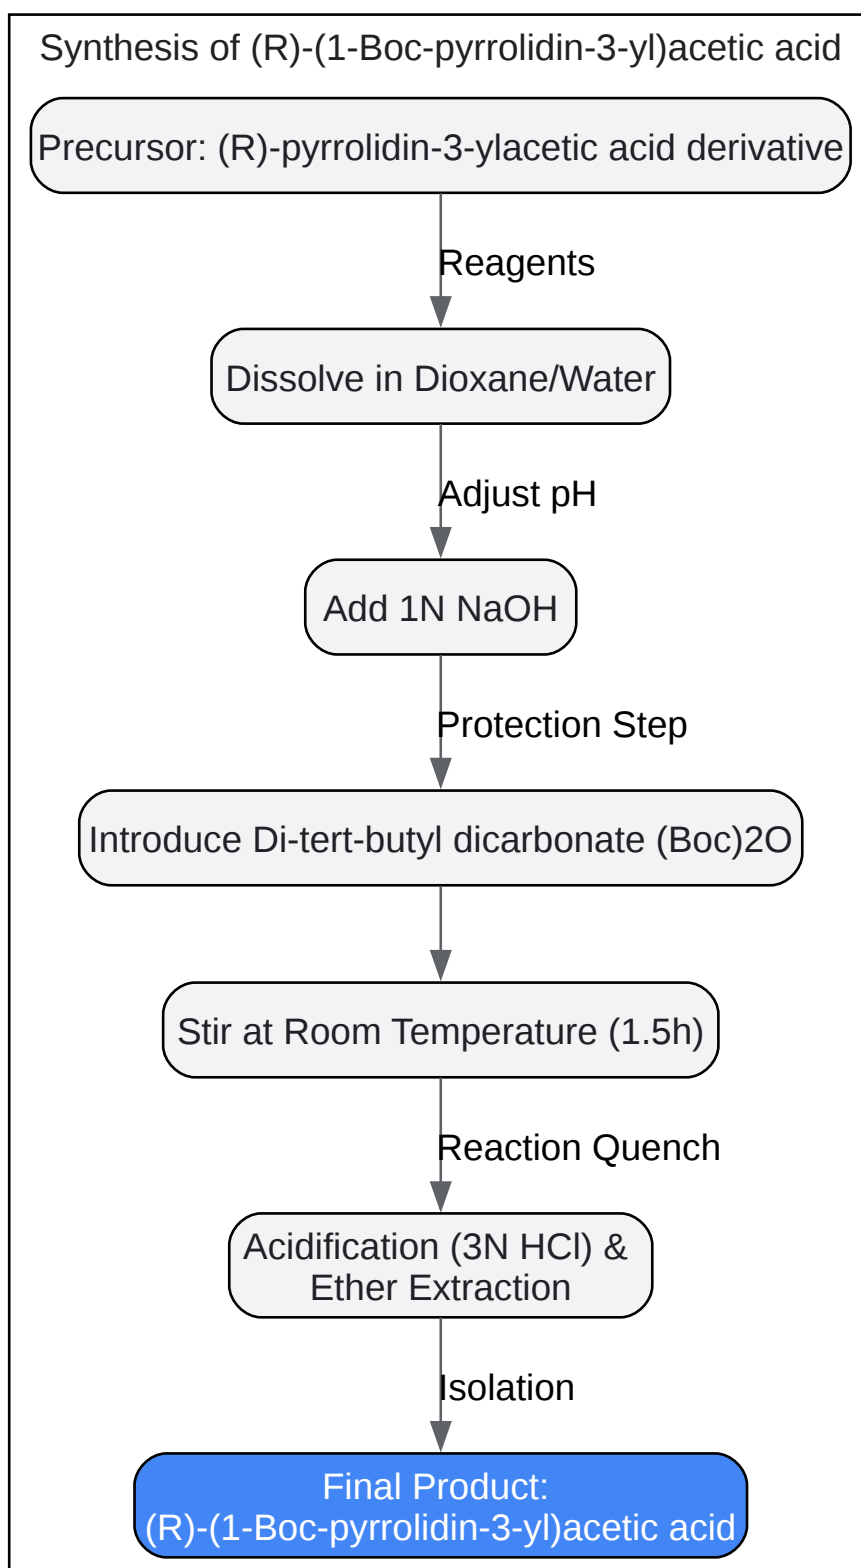 Synthesis of (R)-(1-Boc-pyrrolidin-3-yl)acetic acid
Precursor: (R)-pyrrolidin-3-ylacetic acid derivative
Reagents
Dissolve in Dioxane/Water
Adjust pH
Add 1N NaOH
Protection Step
Introduce Di-tert-butyl dicarbonate (Boc)2O
Stir at Room Temperature (1.5h)
Reaction Quench
Acidification (3N HCl) &
Ether Extraction
Isolation
Final Product:
(R)-(1-Boc-pyrrolidin-3-yl)acetic acid